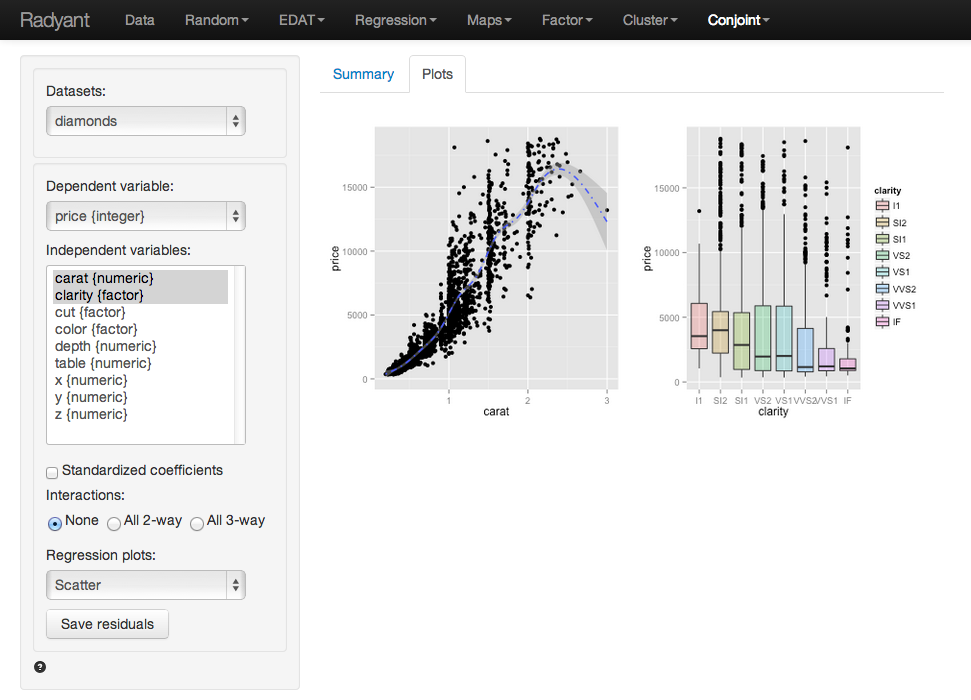 Radyant Data Random EDAT Regression Maps Factor Cluster Conjoint
Datasets:
diamonds
Dependent variable:
price {integer}
Independent variables:
carat {numeric}
clarity {factor}
cut {factor}
color {factor}
depth {numeric}
table {numeric}
x {numeric}
y {numeric}
z {numeric}
Standardized coefficients
Interactions:
None All 2-way All 3-way
Regression plots:
Scatter
Save residuals
?
Summary Plots
price
15000
10000
5000
0
1 2 3
carat
price
15000
10000
5000
0
I1 SI2 SI1 VS2 VS1 VVS2 VVS1 IF
clarity
clarity
I1
SI2
SI1
VS2
VS1
VVS2
VVS1
IF